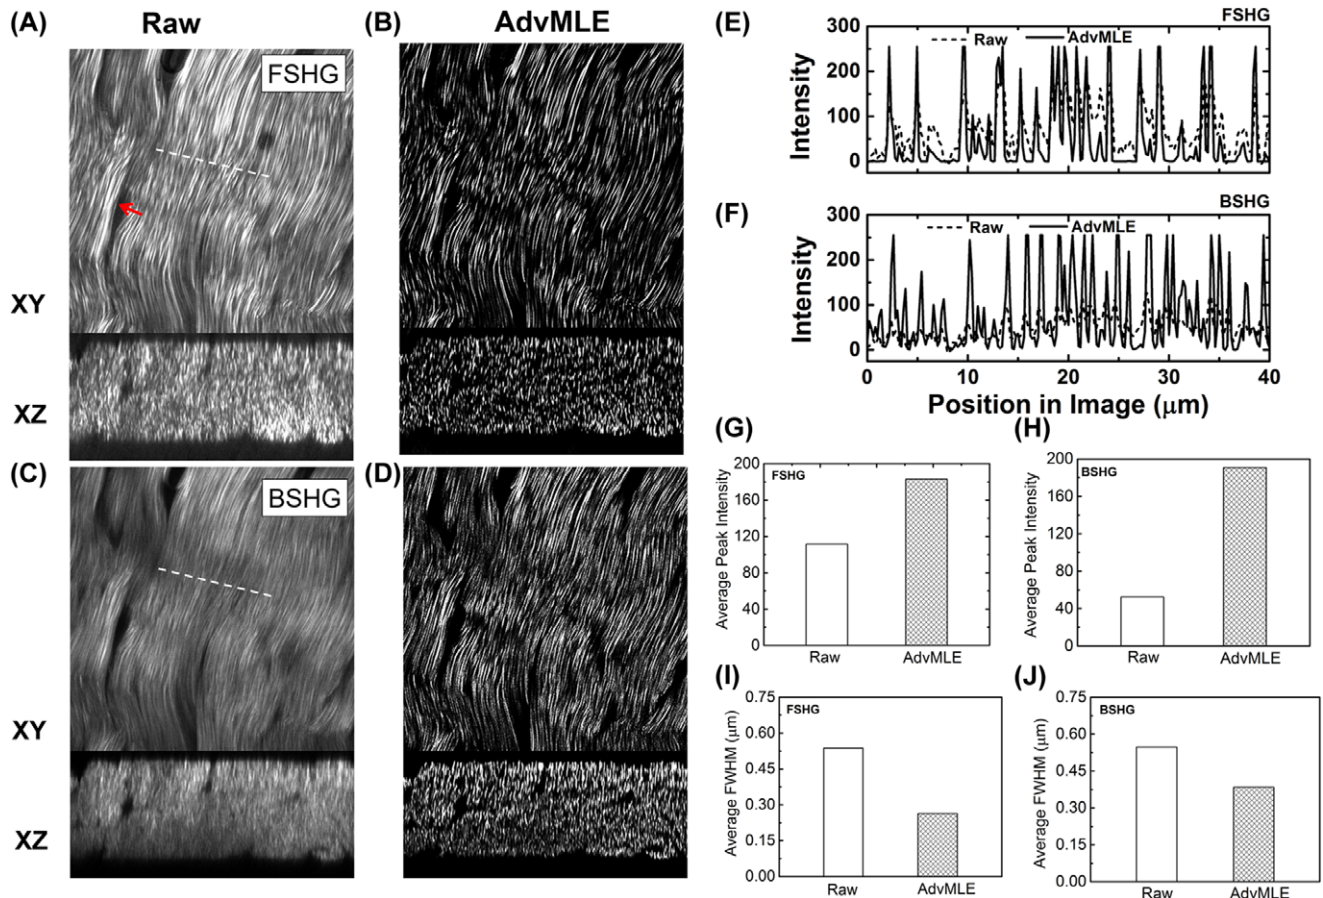 (A) Raw
(B) AdvMLE
FSHG
XY
XZ
(C)
BSHG
(D)
XY
XZ
(E) FSHG
Raw AdvMLE
Intensity
300
200
100
0
(F) BSHG
Raw AdvMLE
Intensity
300
200
100
0
0 10 20 30 40
Position in Image (μm)
(G)
FSHG
Average Peak Intensity
200
160
120
80
40
0
Raw AdvMLE
(H)
BSHG
Average Peak Intensity
200
160
120
80
40
0
Raw AdvMLE
(I)
FSHG
Average FWHM (μm)
0.75
0.60
0.45
0.30
0.15
0.00
Raw AdvMLE
(J)
BSHG
Average FWHM (μm)
0.75
0.60
0.45
0.30
0.15
0.00
Raw AdvMLE